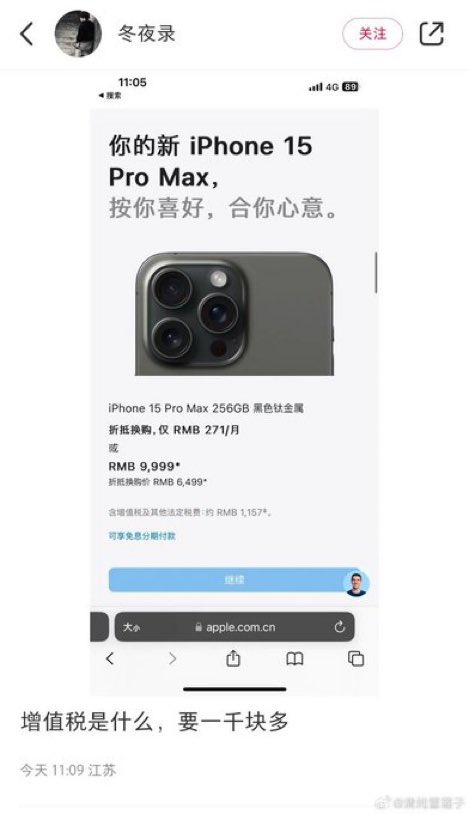 冬夜录
关注
11:05
4G 89
搜索
你的新 iPhone 15
Pro Max，
按你喜好，合你心意。
iPhone 15 Pro Max 256GB 黑色钛金属
折抵换购，仅 RMB 271/月
或
RMB 9,999*
折抵换购价 RMB 6,499*
含增值税及其他法定税费：约 RMB 1,157*。
可享免息分期付款
继续
大小
apple.com.cn
增值税是什么，要一千块多
今天 11:09 江苏